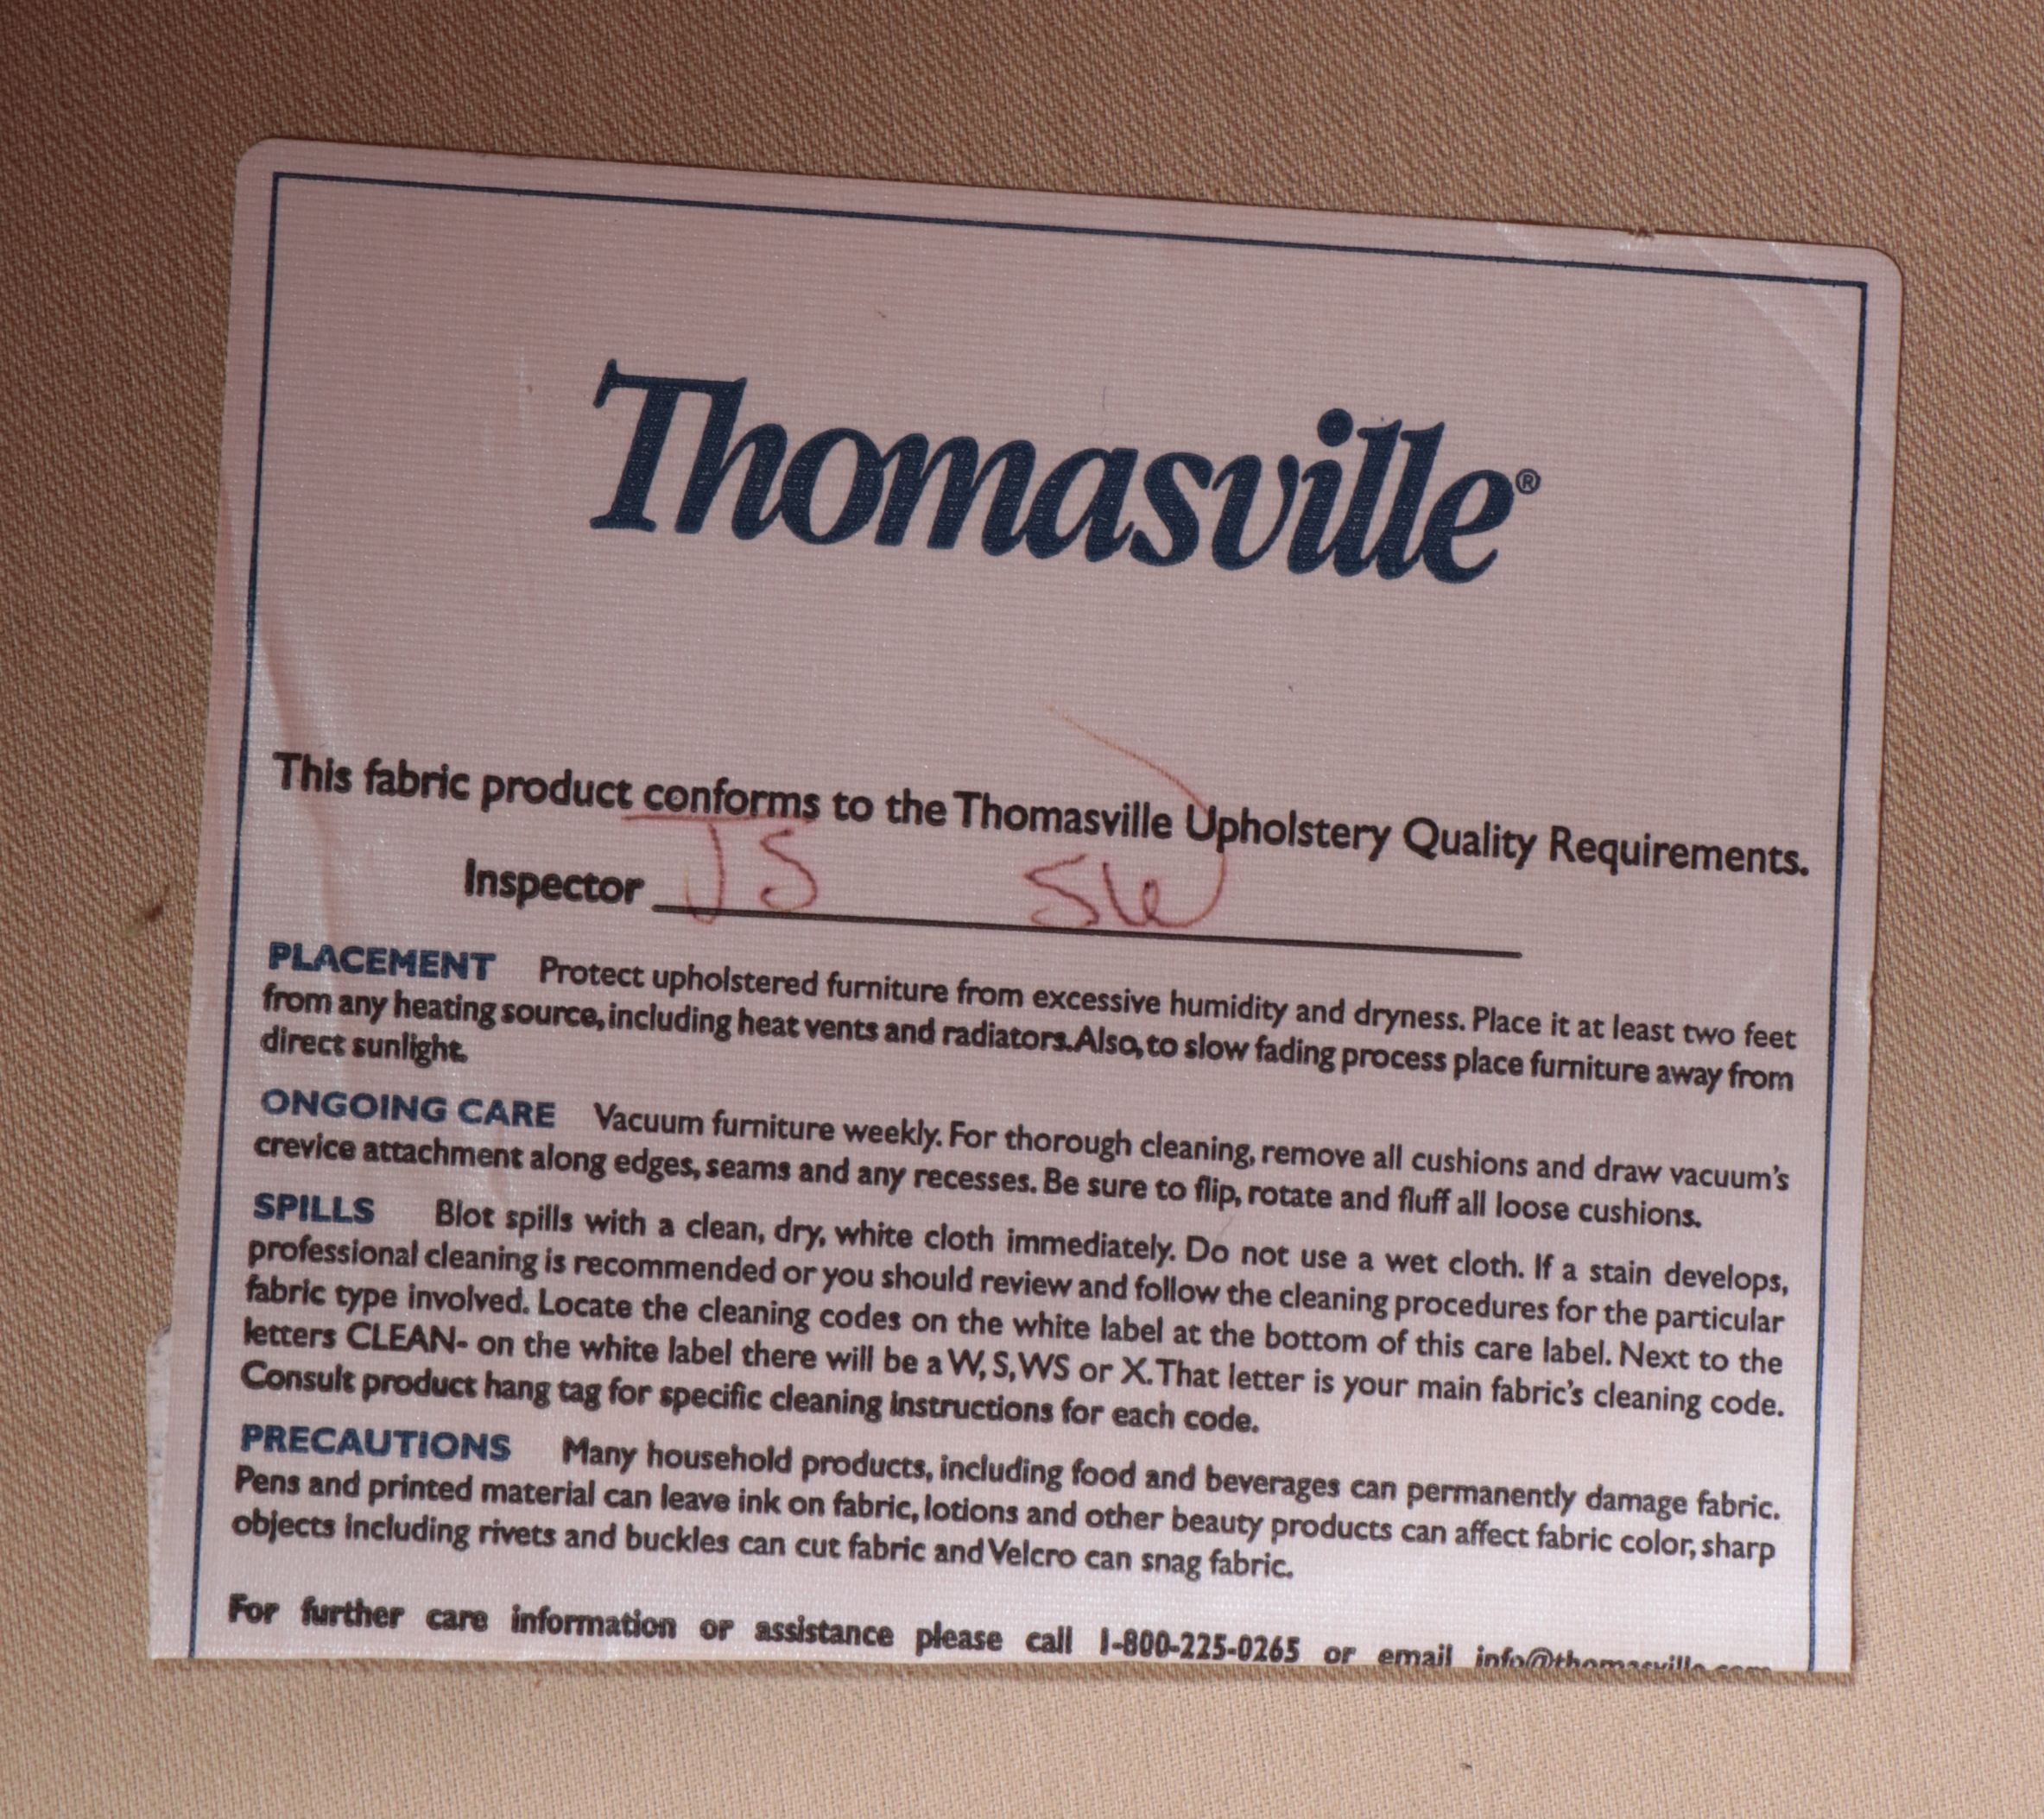 Thomasville®
This fabric product conforms to the Thomasville Upholstery Quality Requirements.
Inspector JS SW
PLACEMENT Protect upholstered furniture from excessive humidity and dryness. Place it at least two feet
from any heating source, including heat vents and radiators. Also, to slow fading process place furniture away from
direct sunlight.
ONGOING CARE Vacuum furniture weekly. For thorough cleaning, remove all cushions and draw vacuum's
crevice attachment along edges, seams and any recesses. Be sure to flip, rotate and fluff all loose cushions.
SPILLS Blot spills with a clean, dry, white cloth immediately. Do not use a wet cloth. If a stain develops,
professional cleaning is recommended or you should review and follow the cleaning procedures for the particular
fabric type involved. Locate the cleaning codes on the white label at the bottom of this care label. Next to the
letters CLEAN- on the white label there will be a W, S, WS or X. That letter is your main fabric's cleaning code.
Consult product hang tag for specific cleaning instructions for each code.
PRECAUTIONS Many household products, including food and beverages can permanently damage fabric.
Pens and printed material can leave ink on fabric, lotions and other beauty products can affect fabric color, sharp
objects including rivets and buckles can cut fabric and Velcro can snag fabric.
For further care information or assistance please call 1-800-225-0265 or email info@thomasville.com